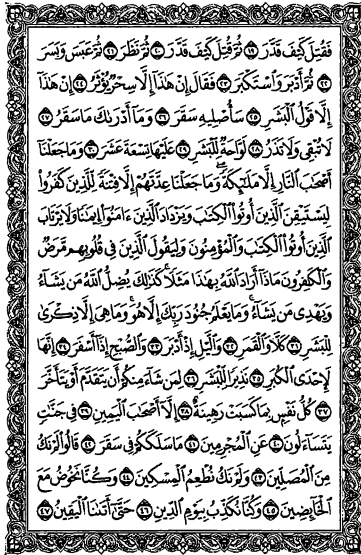 فَقُتِلَ كَيْفَ قَدَّرَ ١٩ ثُمَّ قُتِلَ كَيْفَ قَدَّرَ ٢٠ ثُمَّ نَظَرَ ٢١ ثُمَّ عَبَسَ وَبَسَرَ
٢٢ ثُمَّ أَدْبَرَ وَاسْتَكْبَرَ ٢٣ فَقَالَ إِنْ هَٰذَا إِلَّا سِحْرٌ يُؤْثَرُ ٢٤ إِنْ هَٰذَا
إِلَّا قَوْلُ الْبَشَرِ ٢٥ سَأُصْلِيهِ سَقَرَ ٢٦ وَمَا أَدْرَاكَ مَا سَقَرُ ٢٧
لَا تُبْقِي وَلَا تَذَرُ ٢٨ لَوَّاحَةٌ لِّلْبَشَرِ ٢٩ عَلَيْهَا تِسْعَةَ عَشَرَ ٣٠ وَمَا جَعَلْنَا
أَصْحَابَ النَّارِ إِلَّا مَلَائِكَةً وَمَا جَعَلْنَا عِدَّتَهُمْ إِلَّا فِتْنَةً لِّلَّذِينَ كَفَرُوا
لِيَسْتَيْقِنَ الَّذِينَ أُوتُوا الْكِتَابَ وَيَزْدَادَ الَّذِينَ آمَنُوا إِيمَانًا وَلَا يَرْتَابَ
الَّذِينَ أُوتُوا الْكِتَابَ وَالْمُؤْمِنُونَ وَلِيَقُولَ الَّذِينَ فِي قُلُوبِهِم مَّرَضٌ
وَالْكَافِرُونَ مَاذَا أَرَادَ اللَّهُ بِهَٰذَا مَثَلًا كَذَٰلِكَ يُضِلُّ اللَّهُ مَن يَشَاءُ
وَيَهْدِي مَن يَشَاءُ وَمَا يَعْلَمُ جُنُودَ رَبِّكَ إِلَّا هُوَ وَمَا هِيَ إِلَّا ذِكْرَىٰ
لِلْبَشَرِ ٣١ كَلَّا وَالْقَمَرِ ٣٢ وَاللَّيْلِ إِذْ أَدْبَرَ ٣٣ وَالصُّبْحِ إِذَا أَسْفَرَ ٣٤ إِنَّهَا
لَإِحْدَى الْكُبَرِ ٣٥ نَذِيرًا لِّلْبَشَرِ ٣٦ لِمَن شَاءَ مِنكُمْ أَن يَتَقَدَّمَ أَوْ يَتَأَخَّرَ
٣٧ كُلُّ نَفْسٍ بِمَا كَسَبَتْ رَهِينَةٌ ٣٨ إِلَّا أَصْحَابَ الْيَمِينِ ٣٩ فِي جَنَّاتٍ
يَتَسَاءَلُونَ ٤٠ عَنِ الْمُجْرِمِينَ ٤١ مَا سَلَكَكُمْ فِي سَقَرَ ٤٢ قَالُوا لَمْ نَكُ
مِنَ الْمُصَلِّينَ ٤٣ وَلَمْ نَكُ نُطْعِمُ الْمِسْكِينَ ٤٤ وَكُنَّا نَخُوضُ مَعَ
الْخَائِضِينَ ٤٥ وَكُنَّا نُكَذِّبُ بِيَوْمِ الدِّينِ ٤٦ حَتَّىٰ أَتَانَا الْيَقِينُ ٤٧